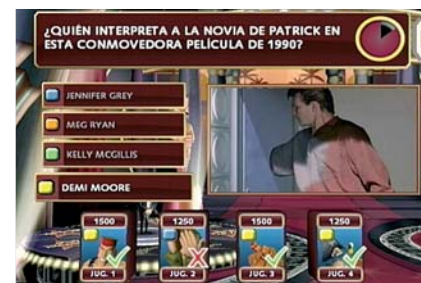 ¿QUIÉN INTERPRETA A LA NOVIA DE PATRICK EN
ESTA CONMOVEDORA PELÍCULA DE 1990?
JENNIFER GREY
MEG RYAN
KELLY MCGILLIS
DEMI MOORE
1500
1250
1500
1250
JUG. 1
JUG. 2
JUG. 3
JUG. 4